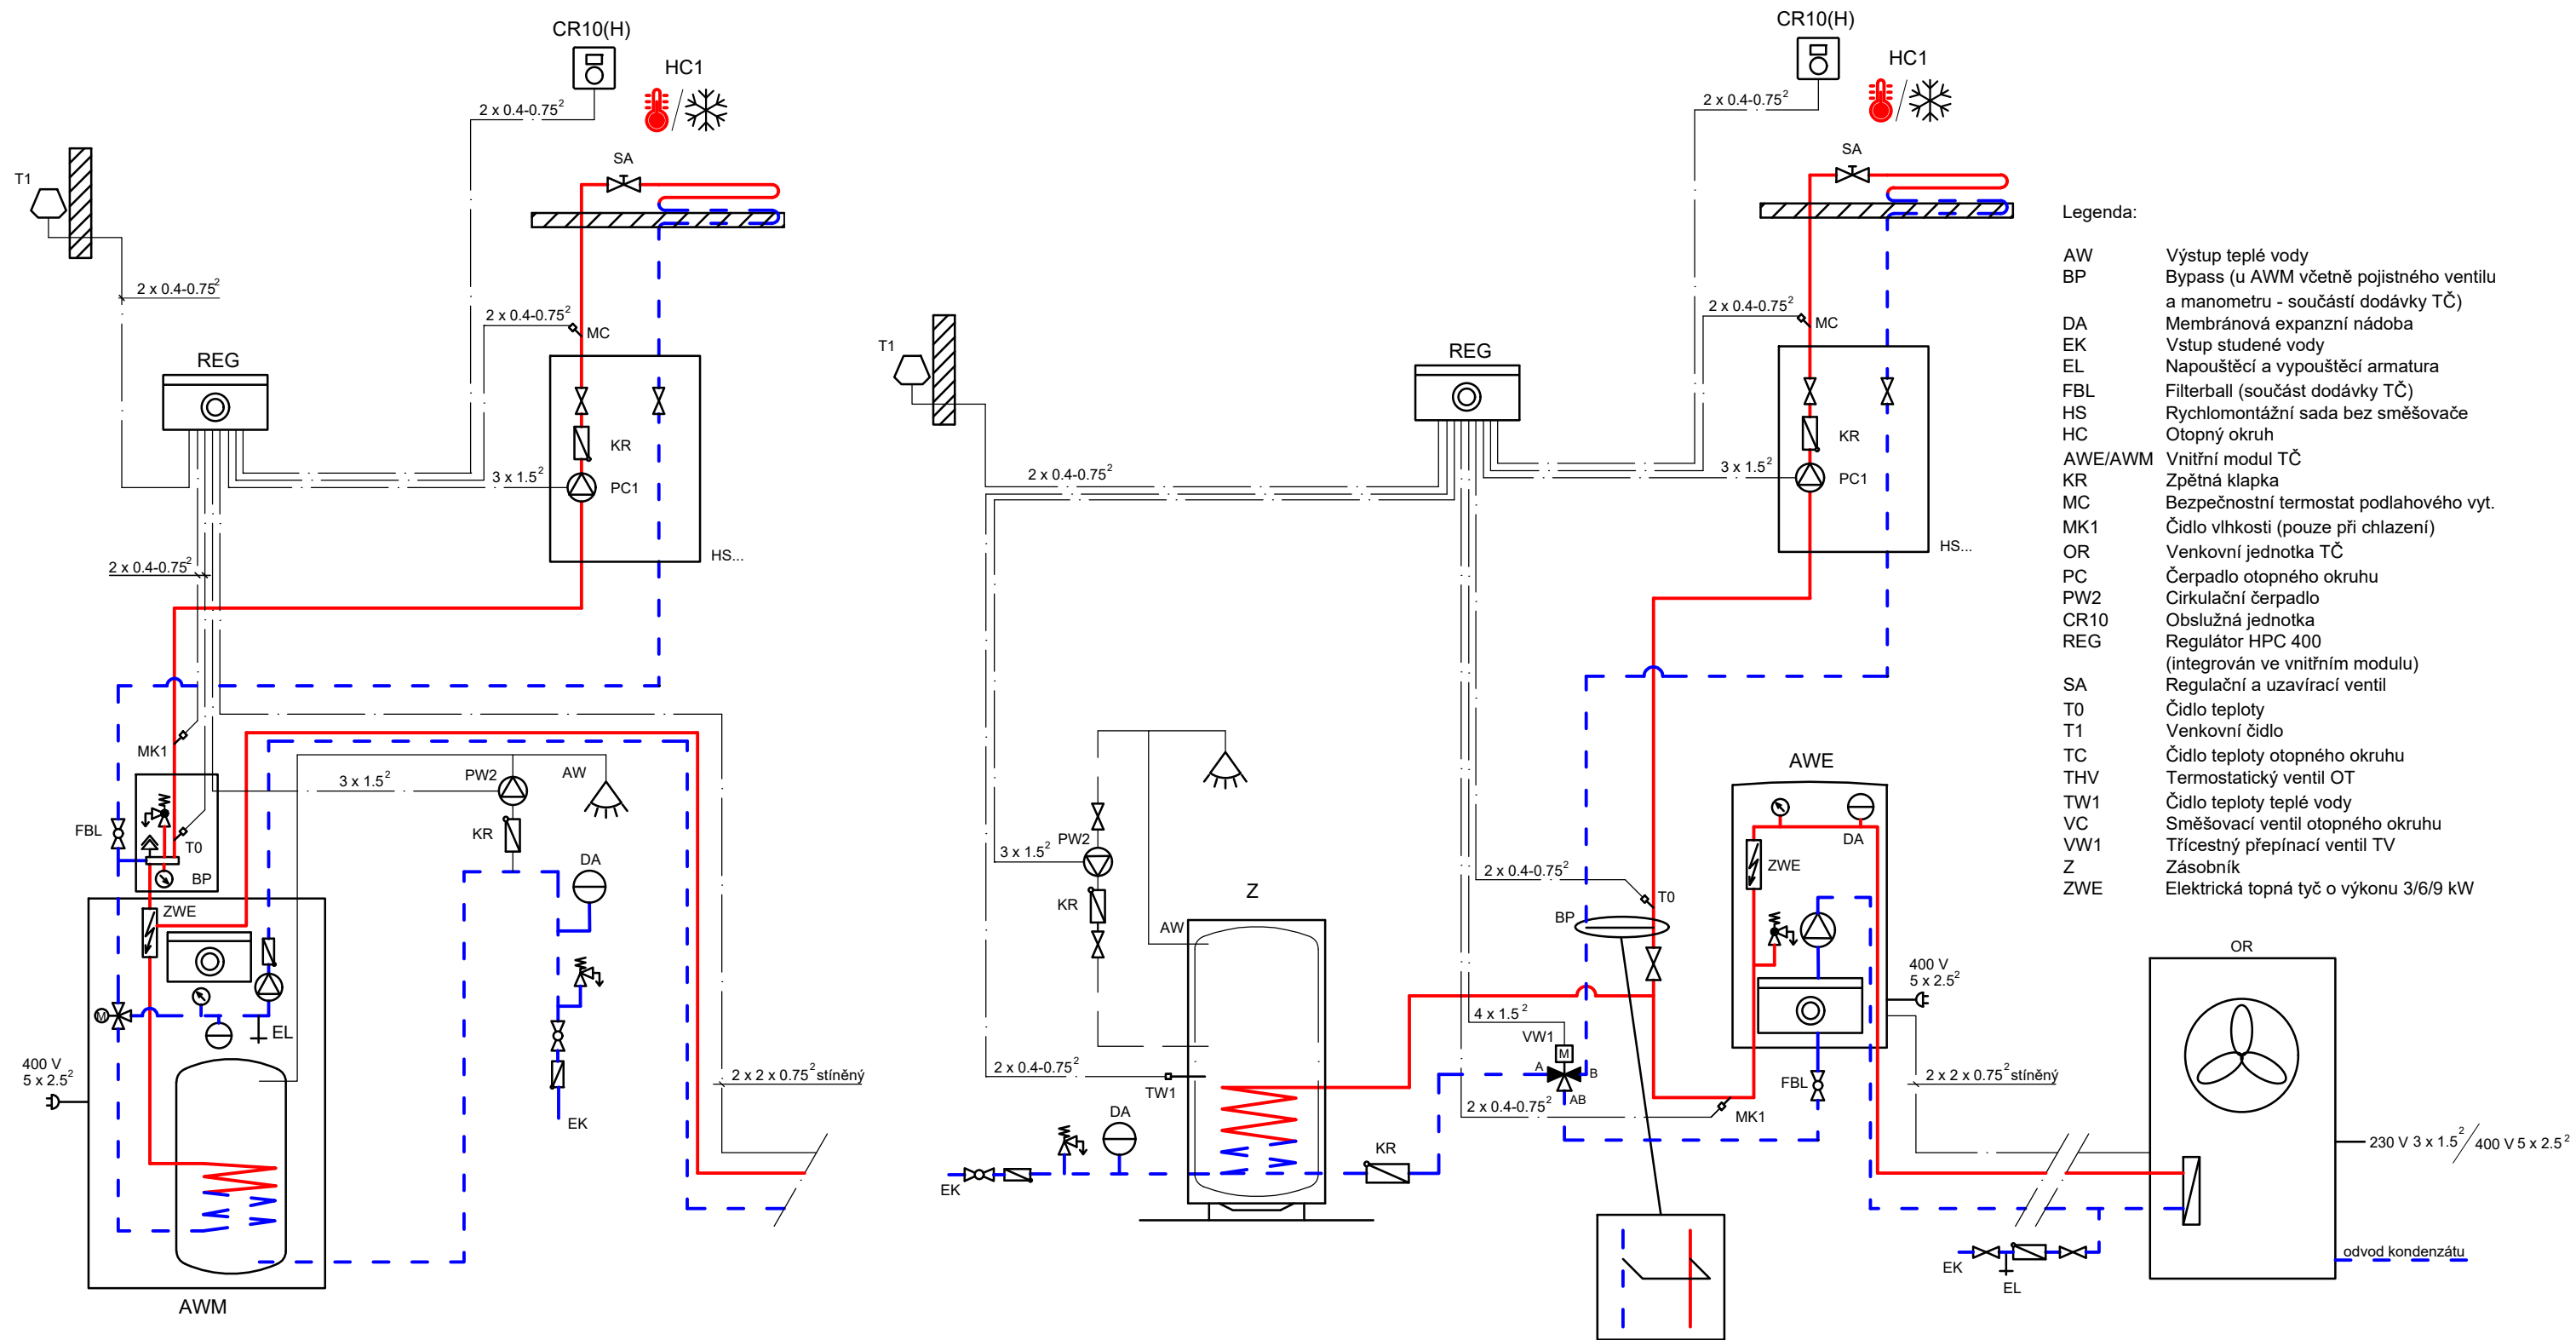 CR10(H)
HC1
2 x 0.4-0.75²
SA
T1
2 x 0.4-0.75²
2 x 0.4-0.75²
MC
REG
KR
3 x 1.5²
PC1
HS...
2 x 0.4-0.75²
MK1
PW2
AW
3 x 1.5²
FBL
KR
T0
DA
BP
ZWE
M
EL
400 V
5 x 2.5²
2 x 2 x 0.75² stíněný
EK
AWM
CR10(H)
HC1
2 x 0.4-0.75²
SA
2 x 0.4-0.75²
MC
T1
REG
KR
2 x 0.4-0.75²
3 x 1.5²
PC1
HS...
AWE
PW2
3 x 1.5²
DA
2 x 0.4-0.75²
ZWE
Z
T0
KR
BP
AW
OR
400 V
5 x 2.5²
4 x 1.5²
VW1
M
A
B
AB
2 x 0.4-0.75²
TW1
FBL
2 x 2 x 0.75² stíněný
2 x 0.4-0.75²
MK1
DA
KR
EK
230 V 3 x 1.5² / 400 V 5 x 2.5²
odvod kondenzátu
EK
EL
Legenda:
AW Výstup teplé vody
BP Bypass (u AWM včetně pojistného ventilu
a manometru - součástí dodávky TČ)
DA Membránová expanzní nádoba
EK Vstup studené vody
EL Napouštěcí a vypouštěcí armatura
FBL Filterball (součást dodávky TČ)
HS Rychlomontážní sada bez směšovače
HC Otopný okruh
AWE/AWM Vnitřní modul TČ
KR Zpětná klapka
MC Bezpečnostní termostat podlahového vyt.
MK1 Čidlo vlhkosti (pouze při chlazení)
OR Venkovní jednotka TČ
PC Čerpadlo otopného okruhu
PW2 Cirkulační čerpadlo
CR10 Obslužná jednotka
REG Regulátor HPC 400
(integrován ve vnitřním modulu)
SA Regulační a uzavírací ventil
T0 Čidlo teploty
T1 Venkovní čidlo
TC Čidlo teploty otopného okruhu
THV Termostatický ventil OT
TW1 Čidlo teploty teplé vody
VC Směšovací ventil otopného okruhu
VW1 Třícestný přepínací ventil TV
Z Zásobník
ZWE Elektrická topná tyč o výkonu 3/6/9 kW